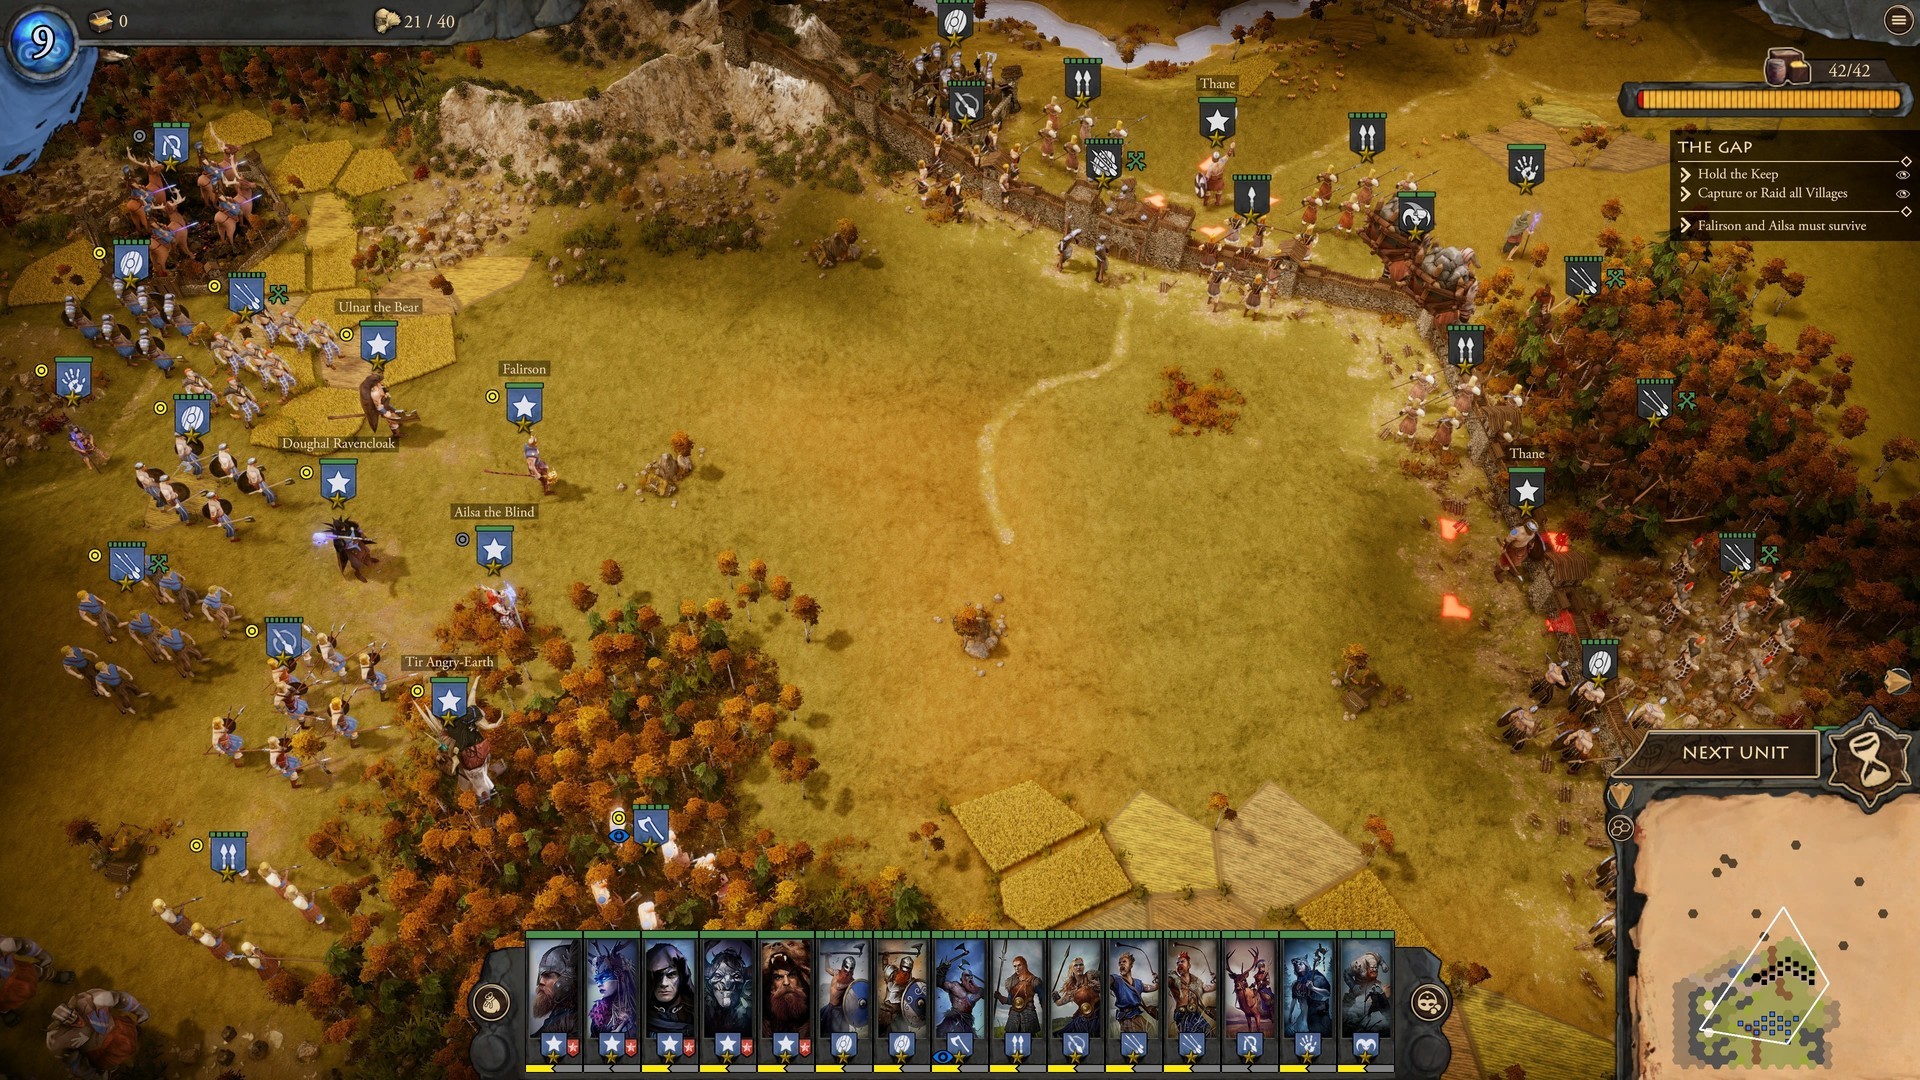 9
0
21 / 40
42/42
THE GAP
Hold the Keep
Capture or Raid all Villages
Falirson and Ailsa must survive
Thane
Ulnar the Bear
Falirson
Doughal Ravencloak
Thane
Ailsa the Blind
Tir Angry-Earth
NEXT UNIT